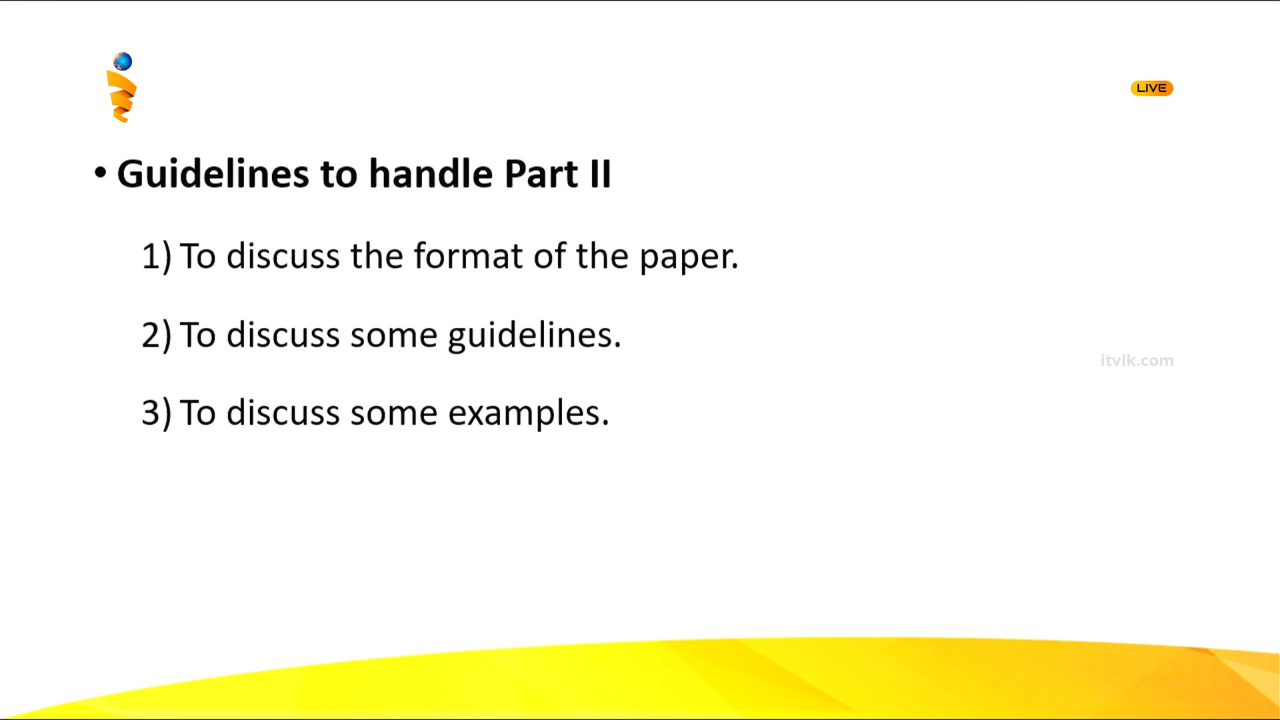 LIVE
• Guidelines to handle Part II
1) To discuss the format of the paper.
2) To discuss some guidelines.
itvlk.com
3) To discuss some examples.